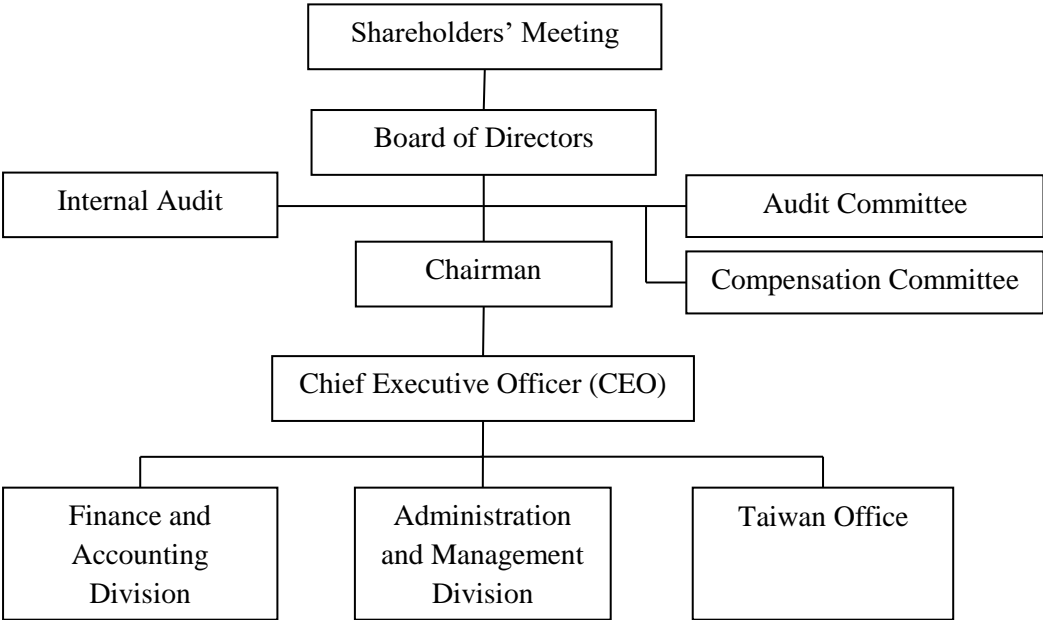 Shareholders’ Meeting
Board of Directors
Internal Audit
Audit Committee
Chairman
Compensation Committee
Chief Executive Officer (CEO)
Finance and
Accounting
Division
Administration
and Management
Division
Taiwan Office